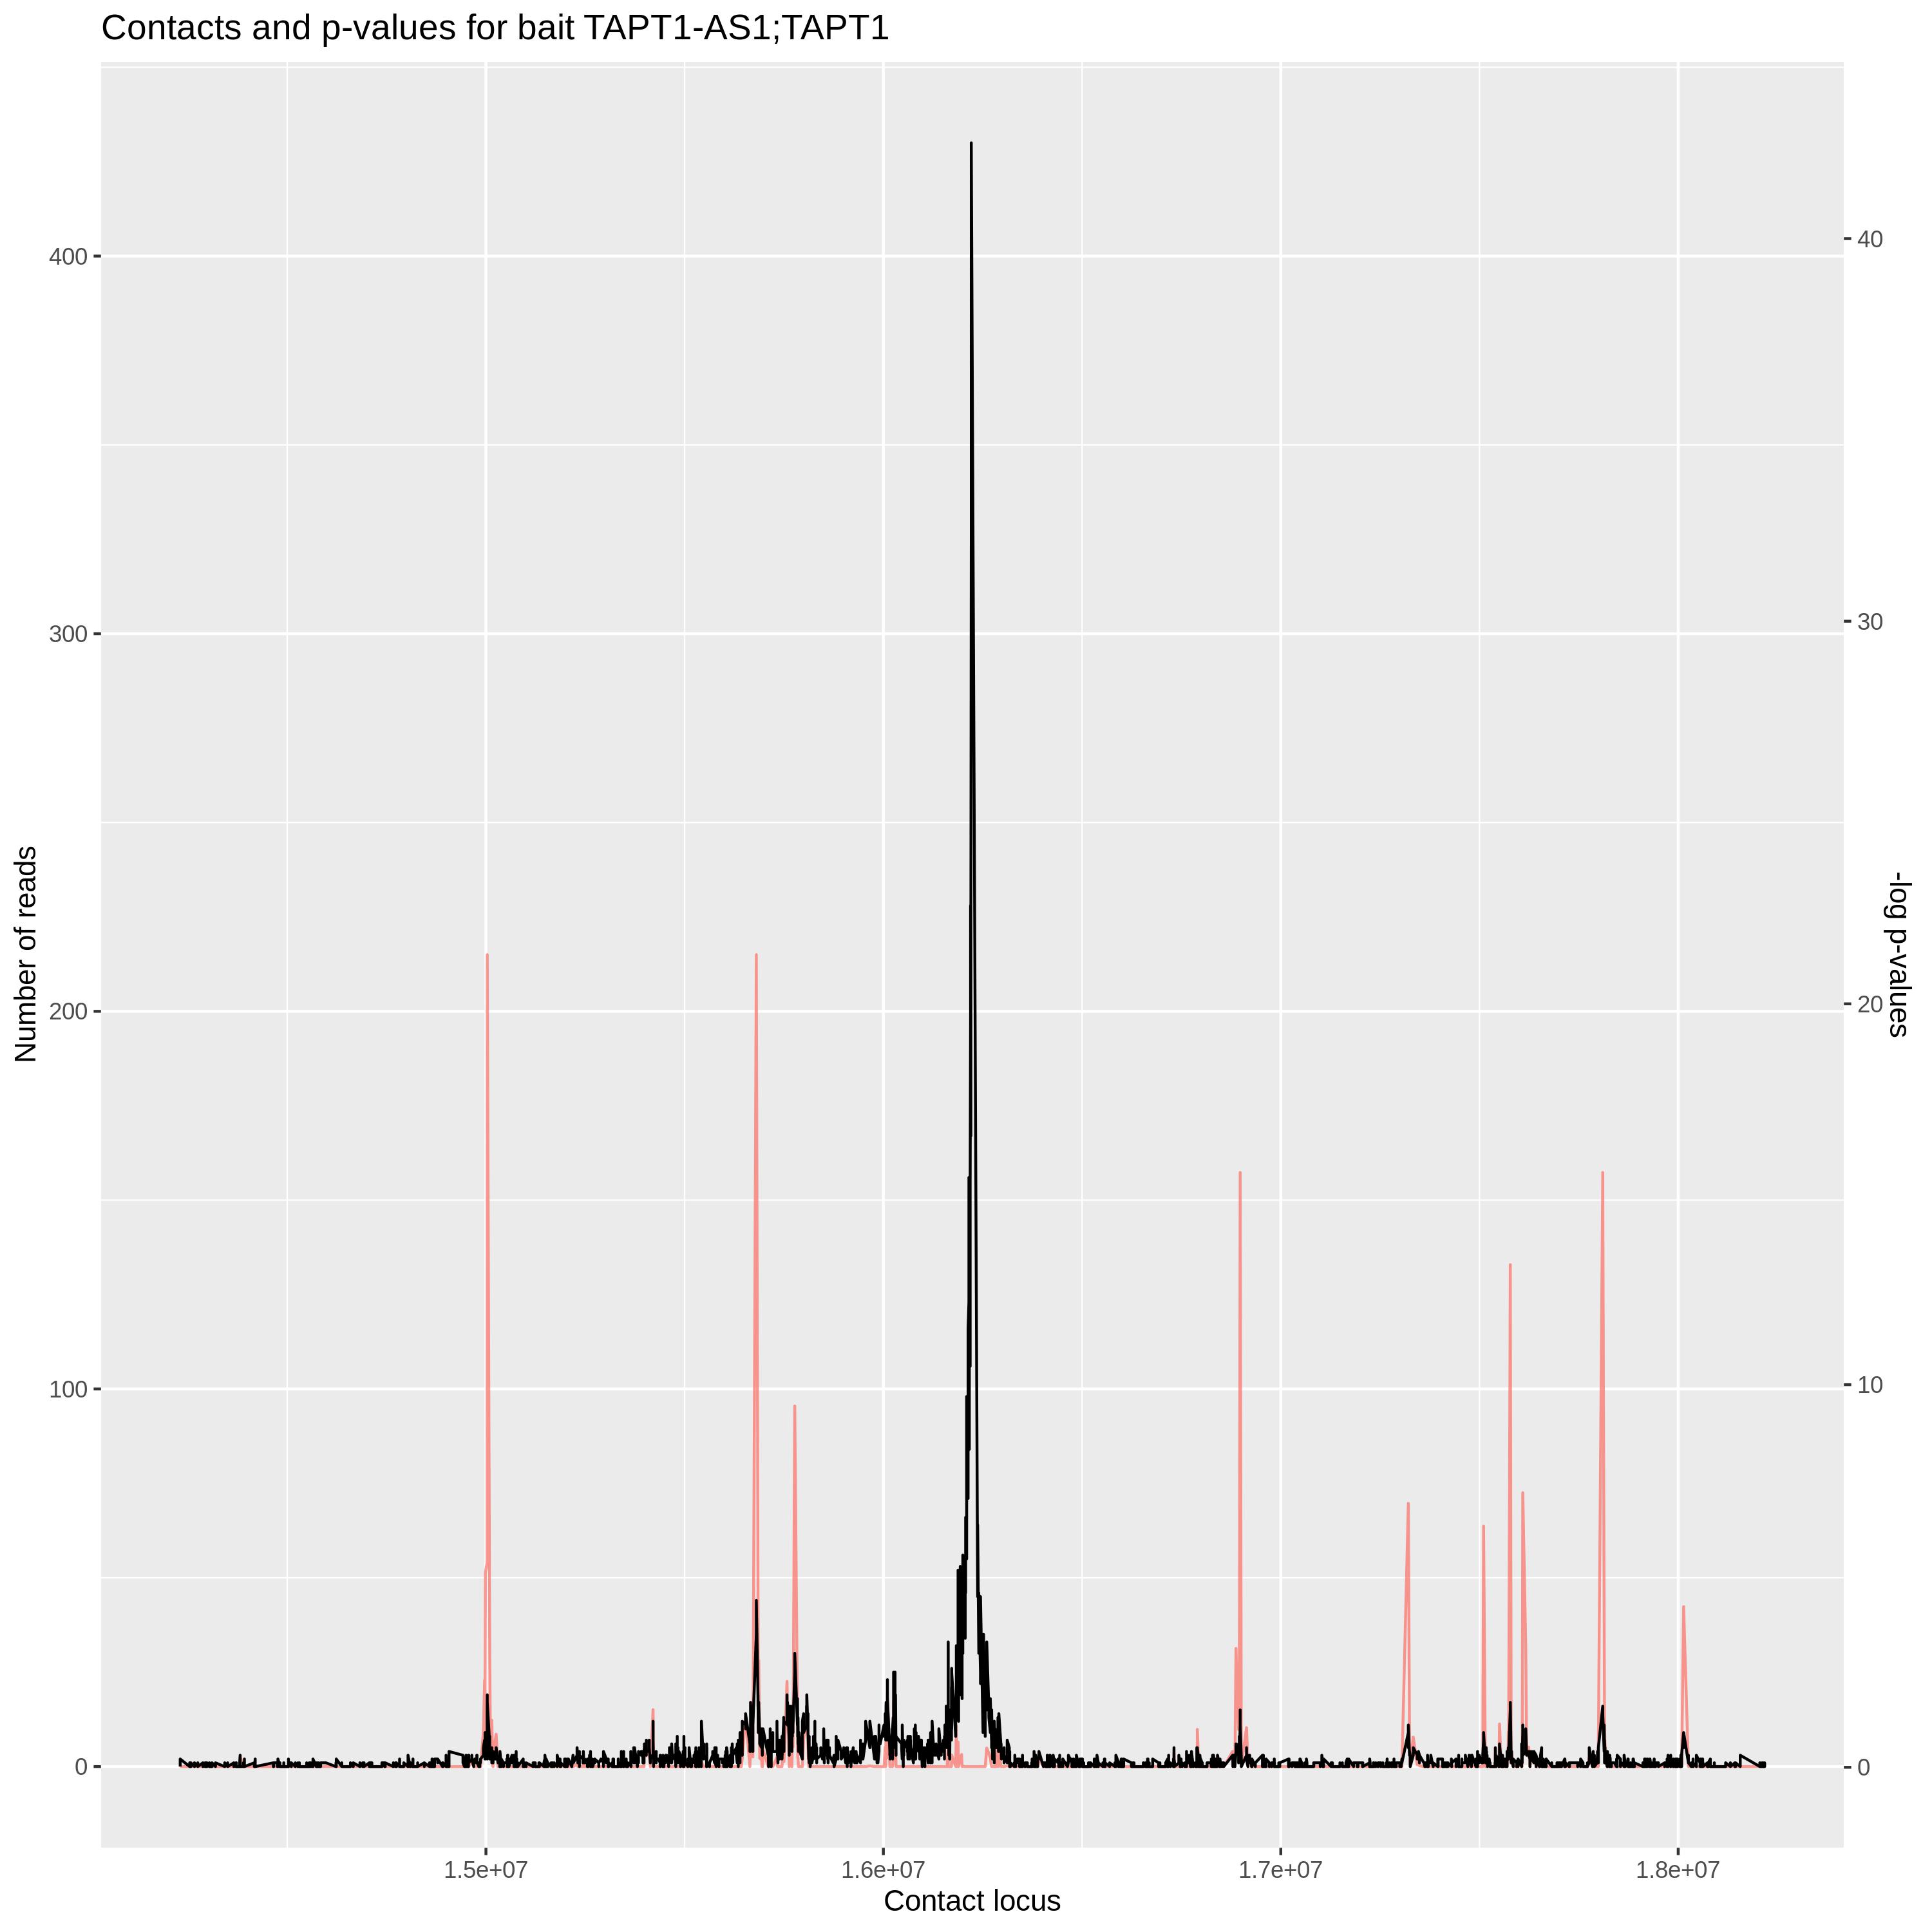 Contacts and p-values for bait TAPT1-AS1;TAPT1
Number of reads
400
300
200
100
0
40
30
20
10
0
-log p-values
1.5e+07
1.6e+07
1.7e+07
1.8e+07
Contact locus